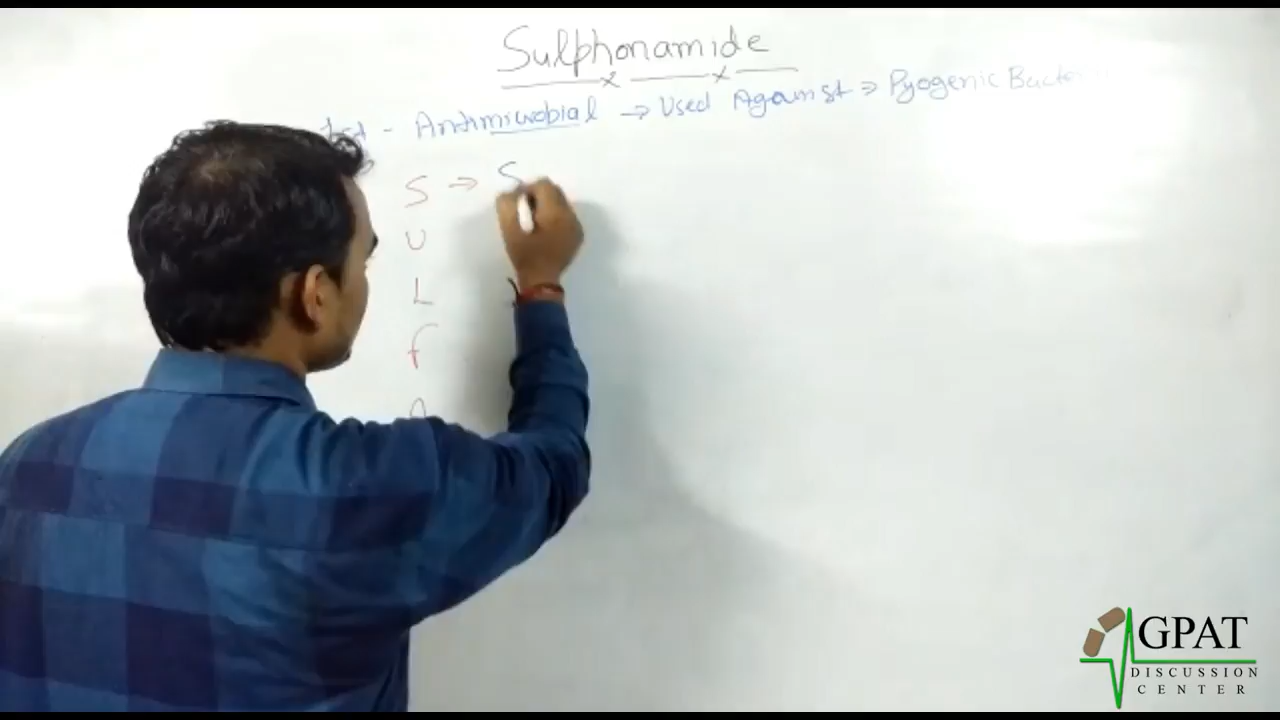 Sulphonamide
- Antimicrobial → Used Against ⇒ Pyogenic
S → S
U
L
f
A
GPAT
DISCUSSION
CENTER